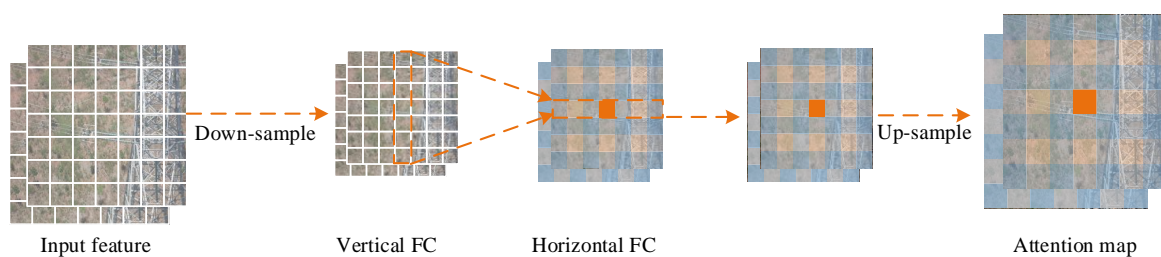 Down-sample
Up-sample
Input feature
Vertical FC
Horizontal FC
Attention map